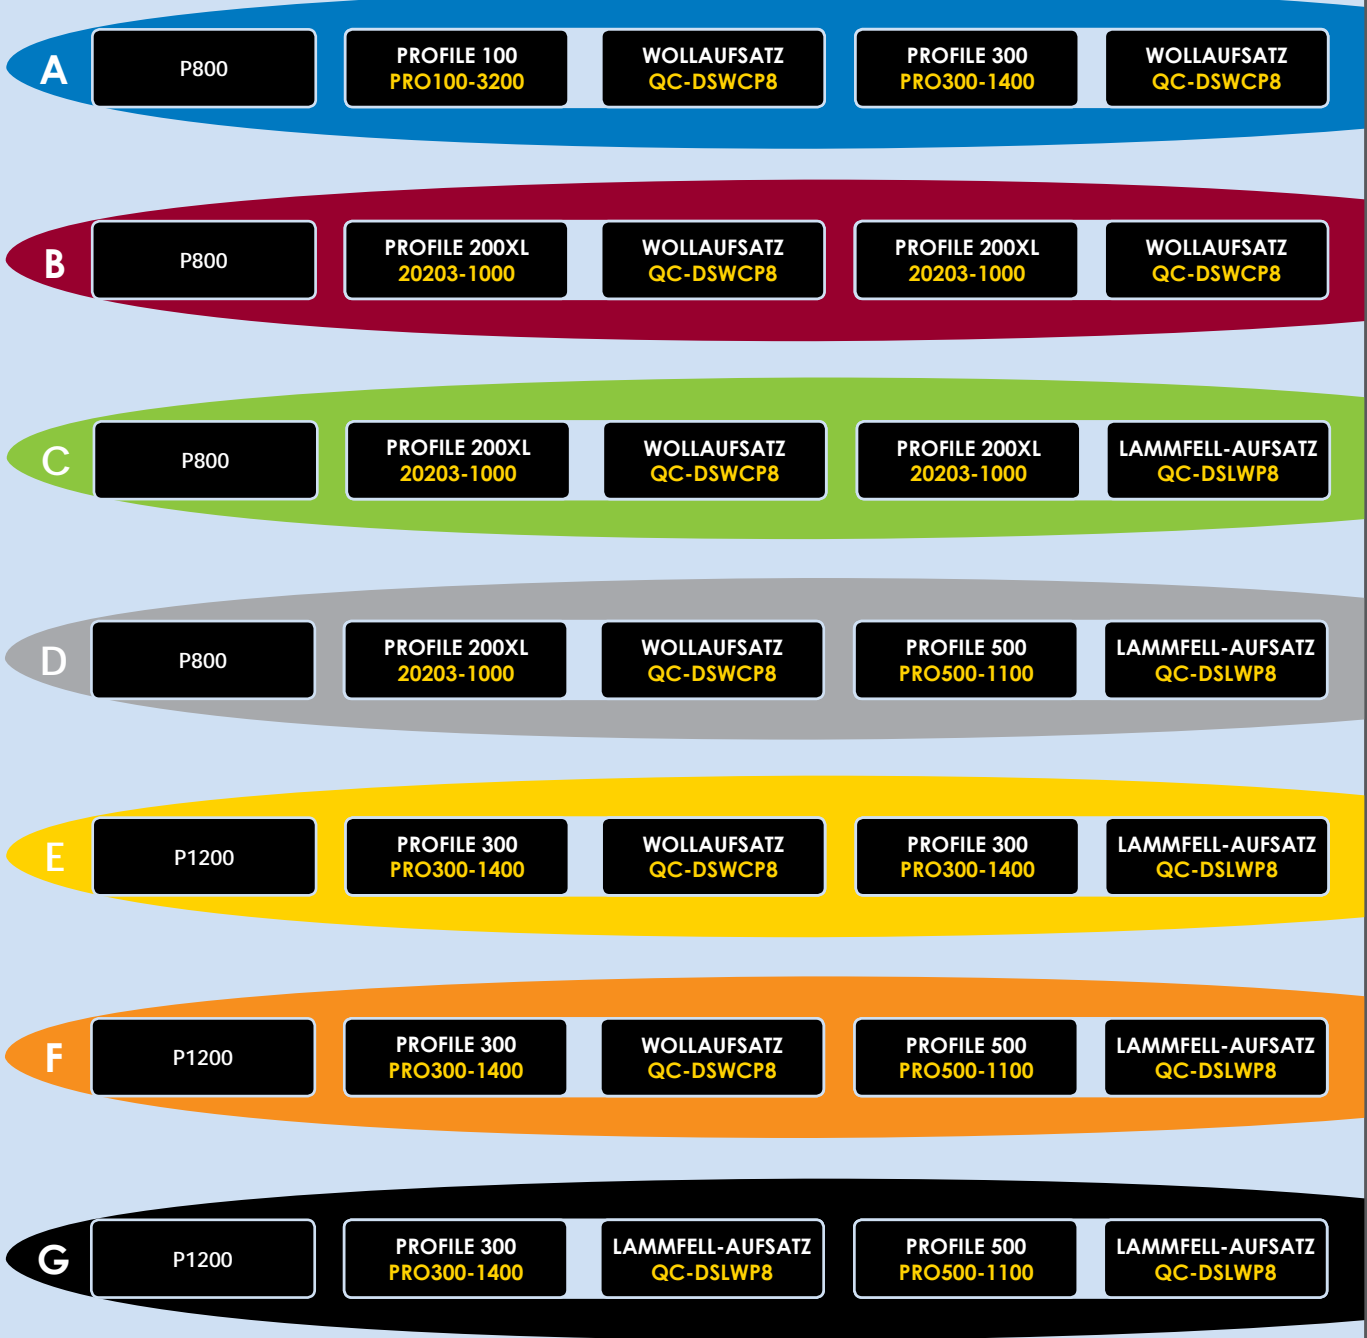 A
P800
PROFILE 100
PRO100-3200
WOLLAUFSATZ
QC-DSWCP8
PROFILE 300
PRO300-1400
WOLLAUFSATZ
QC-DSWCP8
B
P800
PROFILE 200XL
20203-1000
WOLLAUFSATZ
QC-DSWCP8
PROFILE 200XL
20203-1000
WOLLAUFSATZ
QC-DSWCP8
C
P800
PROFILE 200XL
20203-1000
WOLLAUFSATZ
QC-DSWCP8
PROFILE 200XL
20203-1000
LAMMFELL-AUFSATZ
QC-DSLWP8
D
P800
PROFILE 200XL
20203-1000
WOLLAUFSATZ
QC-DSWCP8
PROFILE 500
PRO500-1100
LAMMFELL-AUFSATZ
QC-DSLWP8
E
P1200
PROFILE 300
PRO300-1400
WOLLAUFSATZ
QC-DSWCP8
PROFILE 300
PRO300-1400
LAMMFELL-AUFSATZ
QC-DSLWP8
F
P1200
PROFILE 300
PRO300-1400
WOLLAUFSATZ
QC-DSWCP8
PROFILE 500
PRO500-1100
LAMMFELL-AUFSATZ
QC-DSLWP8
G
P1200
PROFILE 300
PRO300-1400
LAMMFELL-AUFSATZ
QC-DSLWP8
PROFILE 500
PRO500-1100
LAMMFELL-AUFSATZ
QC-DSLWP8